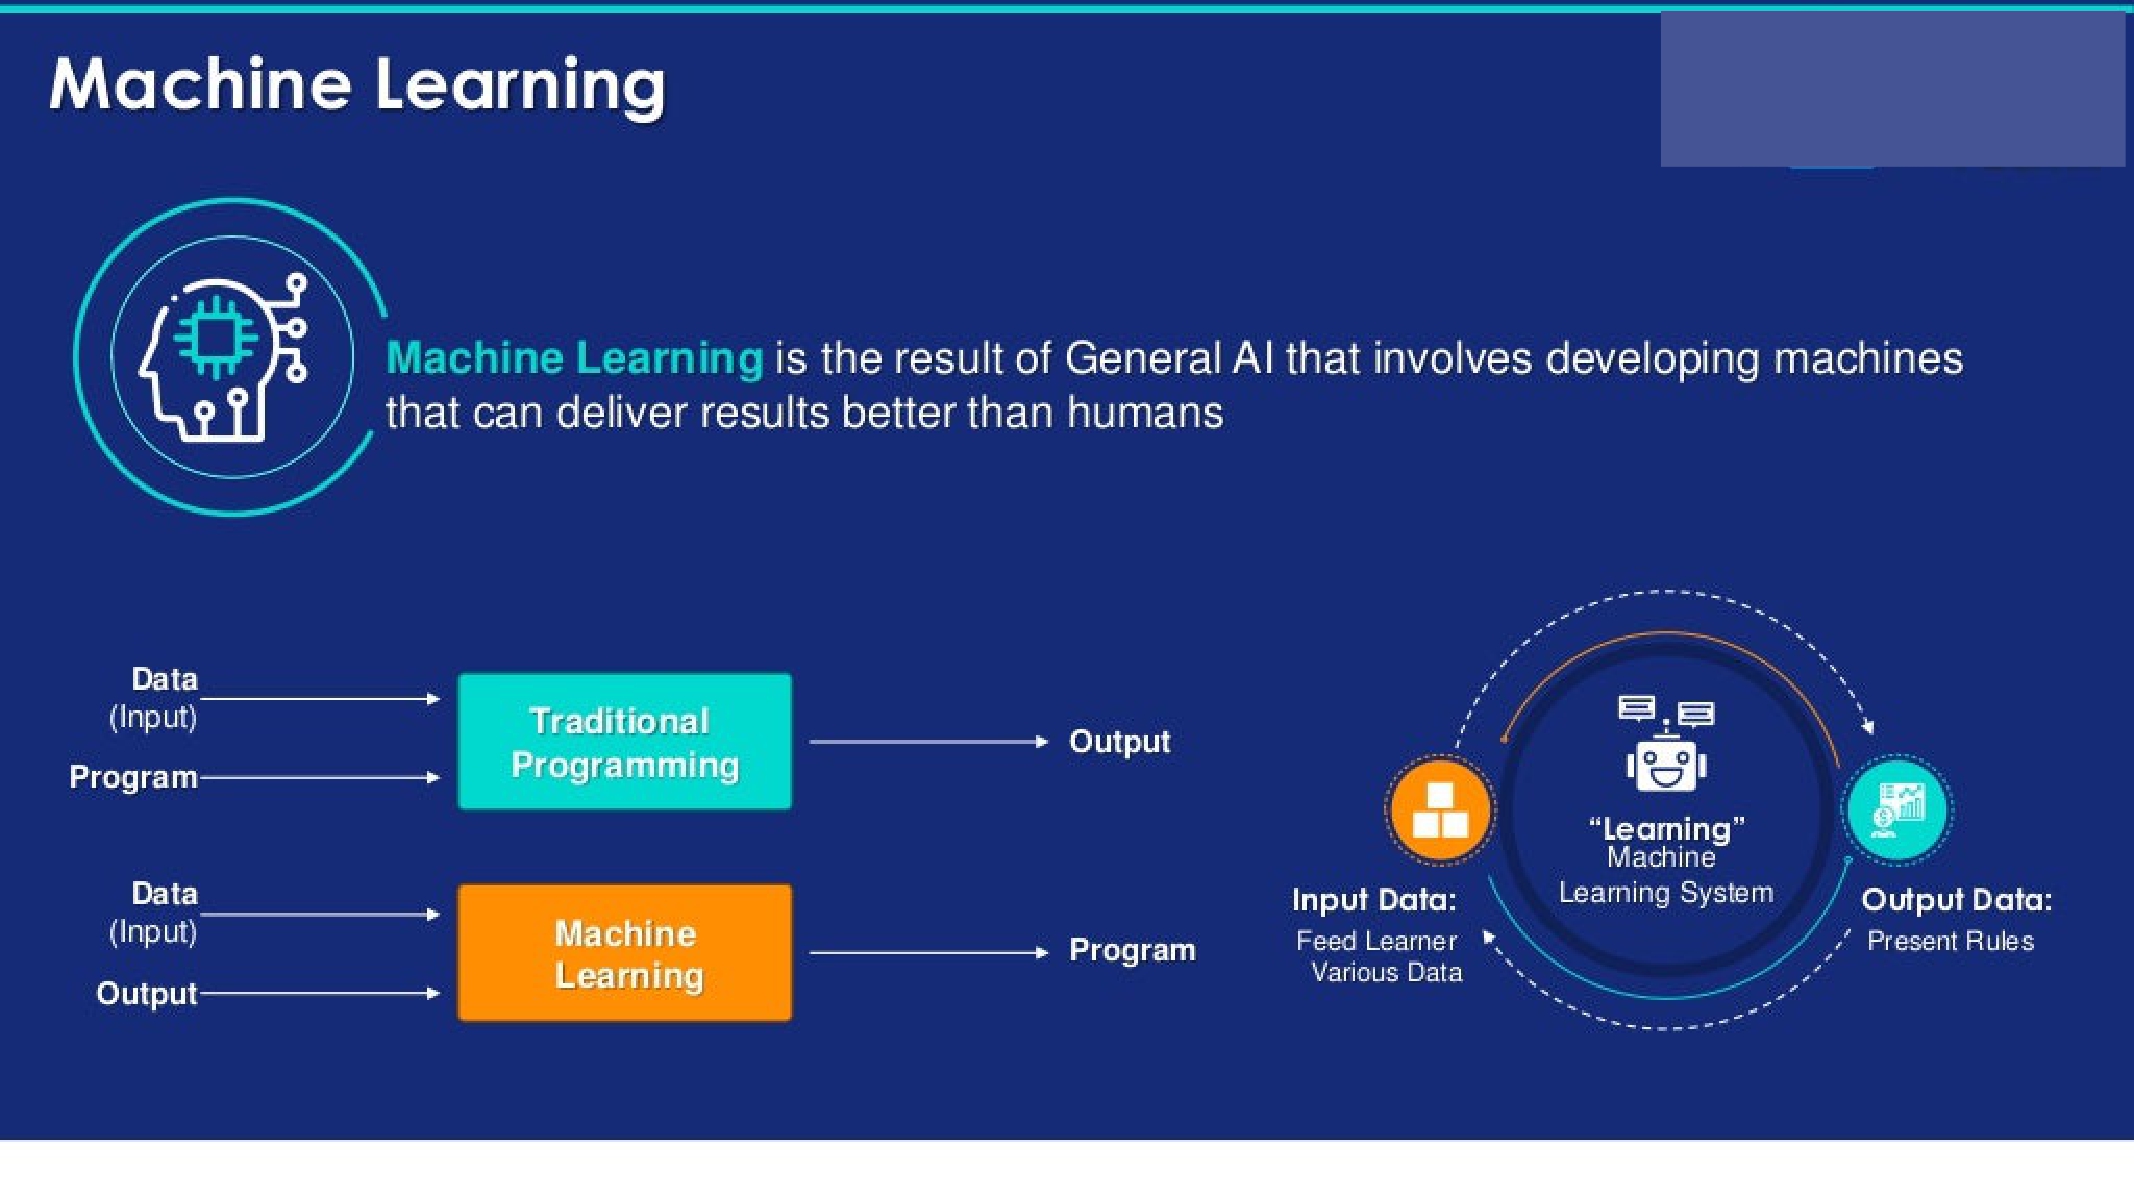 Machine Learning
Machine Learning is the result of General AI that involves developing machines
that can deliver results better than humans
Data
(Input)
Program
Traditional
Programming
Output
Data
(Input)
Output
Machine
Learning
Program
“Learning”
Machine
Learning System
Input Data:
Feed Learner
Various Data
Output Data:
Present Rules